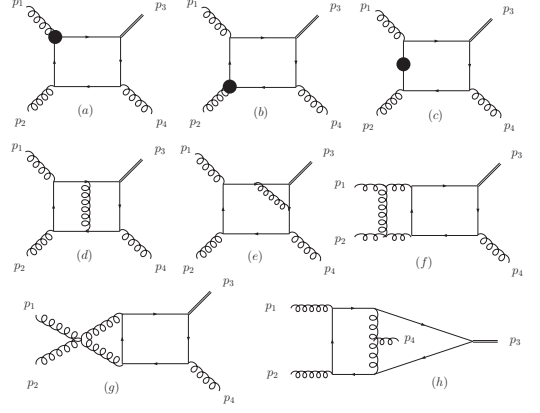 p₁ p₃ p₁ p₃ p₁ p₃
p₂ (a) p₄ p₂ (b) p₄ p₂ (c) p₄
p₁ p₃ p₁ p₃ p₁ p₃
p₂ (d) p₄ p₂ (e) p₄ p₂ (f) p₄
p₁ p₃ p₁ p₄ p₃
p₂ (g) p₄ p₂ (h)